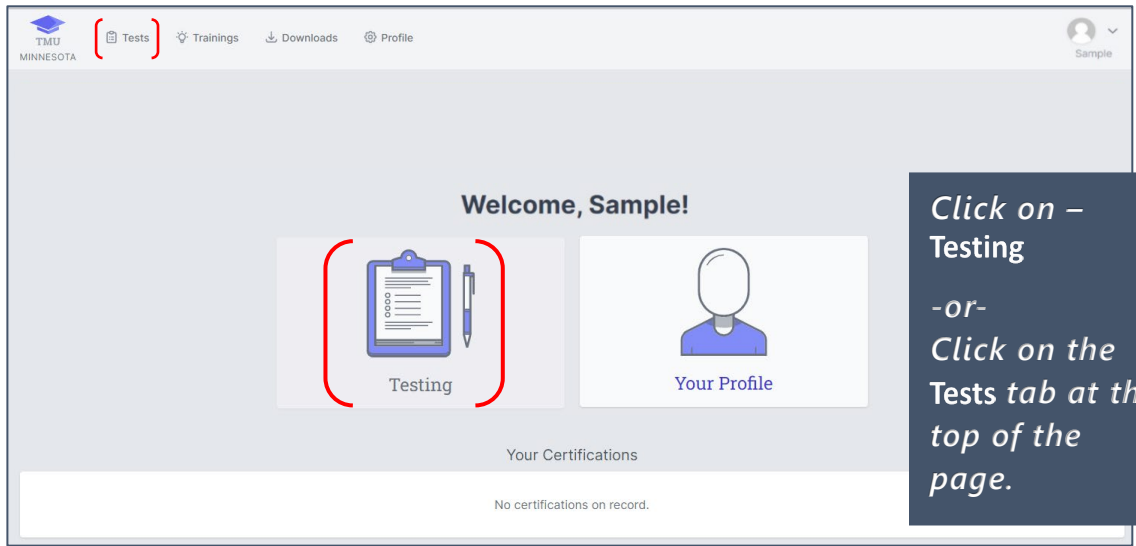 TMU
MINNESOTA
Tests
Trainings
Downloads
Profile
Sample
Welcome, Sample!
Testing
Your Profile
Your Certifications
No certifications on record.
Click on –
Testing
-or-
Click on the
Tests tab at th
top of the
page.